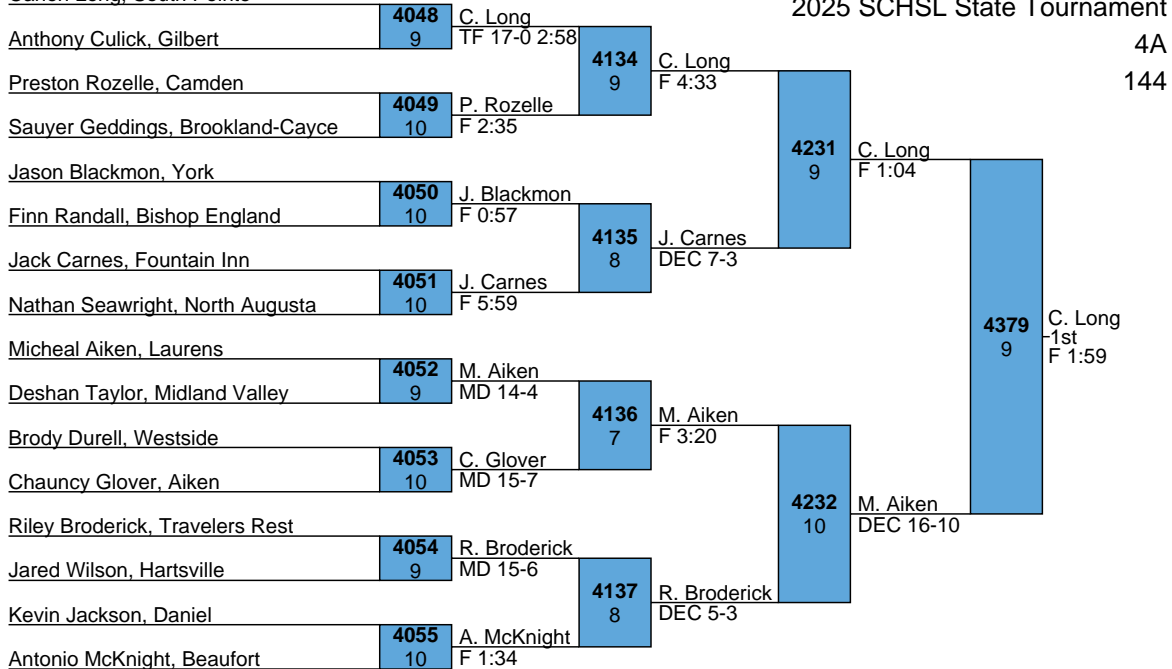 Long, South Pointe
2025 SCHSL State Tournament
4A
144
4048
9
C. Long
TF 17-0 2:58
Anthony Culick, Gilbert
4134
9
C. Long
F 4:33
Preston Rozelle, Camden
4049
10
P. Rozelle
F 2:35
Sauyer Geddings, Brookland-Cayce
4231
9
C. Long
F 1:04
Jason Blackmon, York
4050
10
J. Blackmon
F 0:57
Finn Randall, Bishop England
4135
8
J. Carnes
DEC 7-3
Jack Carnes, Fountain Inn
4051
10
J. Carnes
F 5:59
Nathan Seawright, North Augusta
4379
9
C. Long
1st
F 1:59
Micheal Aiken, Laurens
4052
9
M. Aiken
MD 14-4
Deshan Taylor, Midland Valley
4136
7
M. Aiken
F 3:20
Brody Durell, Westside
4053
10
C. Glover
MD 15-7
Chauncy Glover, Aiken
4232
10
M. Aiken
DEC 16-10
Riley Broderick, Travelers Rest
4054
9
R. Broderick
MD 15-6
Jared Wilson, Hartsville
4137
8
R. Broderick
DEC 5-3
Kevin Jackson, Daniel
4055
10
A. McKnight
F 1:34
Antonio McKnight, Beaufort